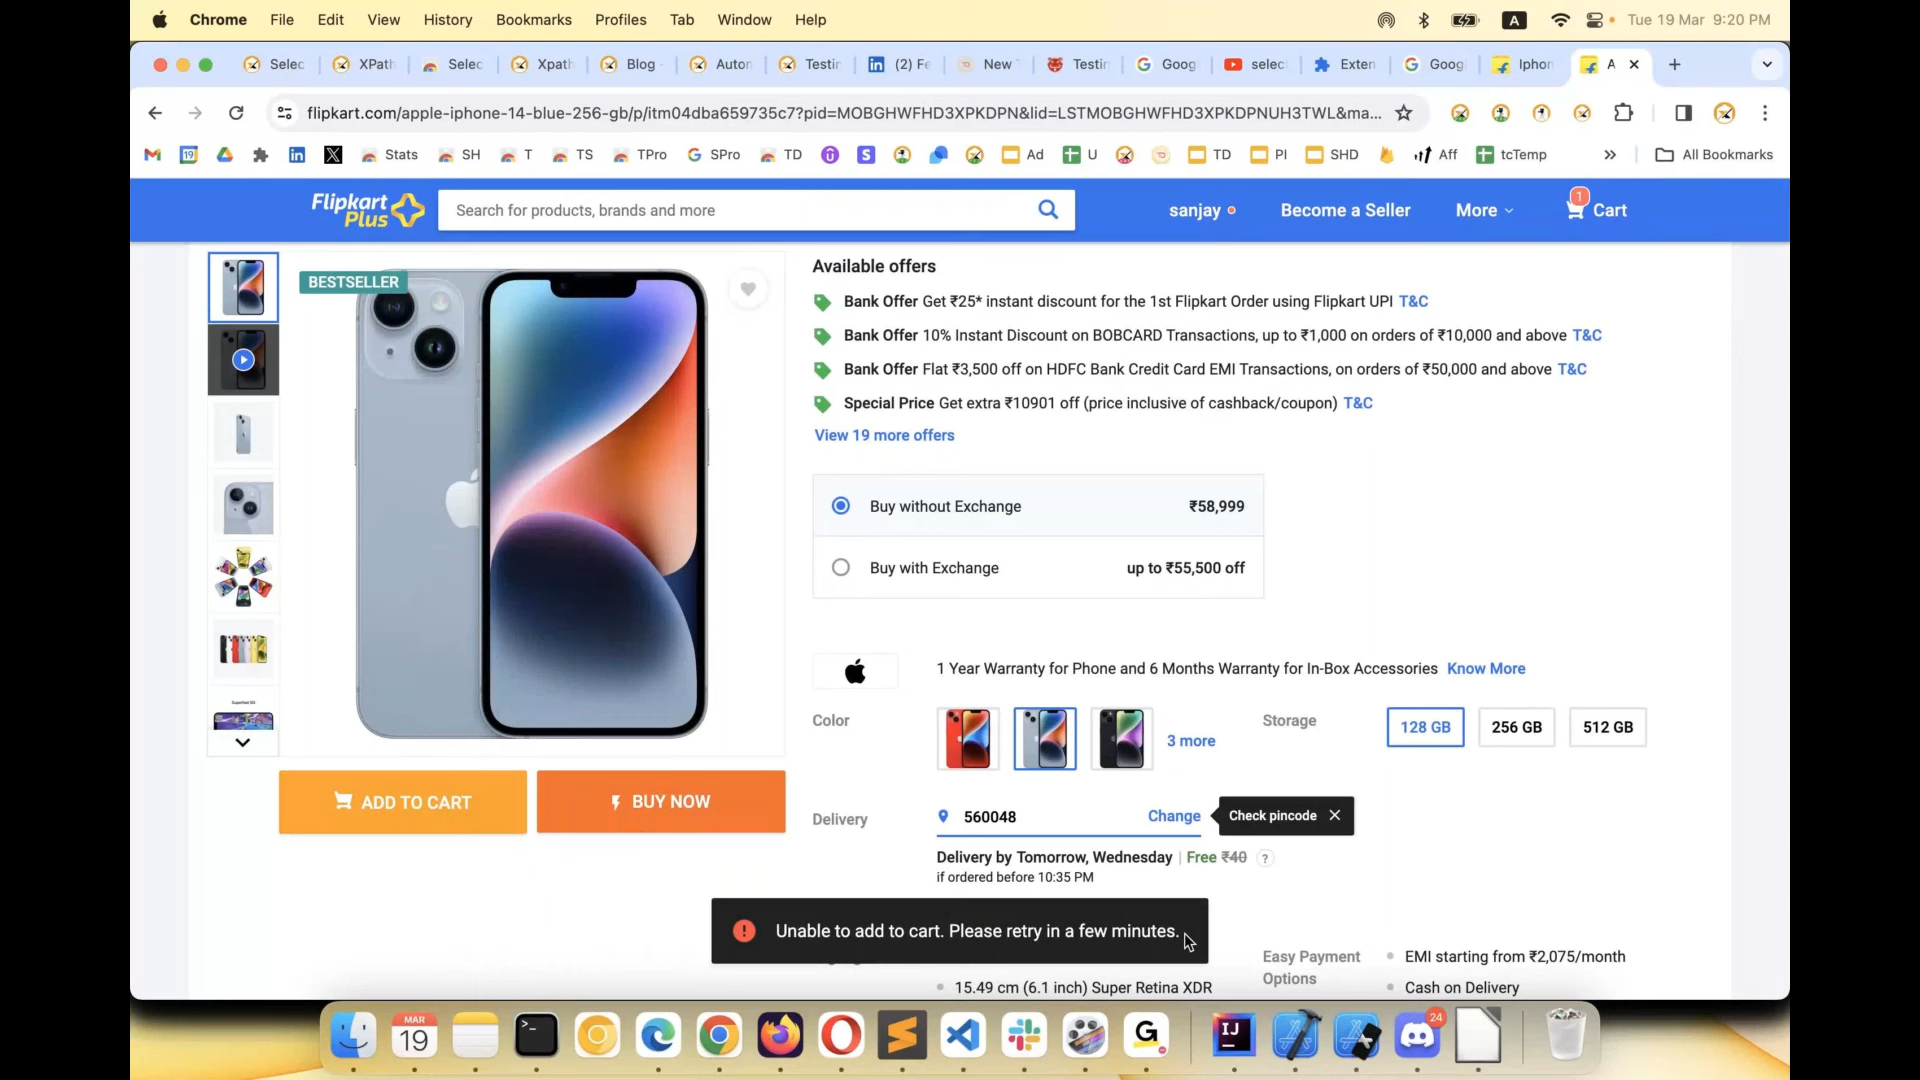 Chrome File Edit View History Bookmarks Profiles Tab Window Help A Tue 19 Mar 9:20 PM
Selec XPath Selec Xpath Blog - Auton Testin (2) Fe New T Testin Goog selec Exten Goog Iphon A
flipkart.com/apple-iphone-14-blue-256-gb/p/itm04dba659735c7?pid=MOBGHWFHD3XPKDPN&lid=LSTMOBGHWFHD3XPKDPNUH3TWL&ma...
19 Stats SH T TS TPro SPro TD S Ad U TD PI SHD Aff tcTemp All Bookmarks
Flipkart
Plus
Search for products, brands and more
sanjay Become a Seller More 1 Cart
BESTSELLER
Available offers
Bank Offer Get ₹25* instant discount for the 1st Flipkart Order using Flipkart UPI T&C
Bank Offer 10% Instant Discount on BOBCARD Transactions, up to ₹1,000 on orders of ₹10,000 and above T&C
Bank Offer Flat ₹3,500 off on HDFC Bank Credit Card EMI Transactions, on orders of ₹50,000 and above T&C
Special Price Get extra ₹10901 off (price inclusive of cashback/coupon) T&C
View 19 more offers
Buy without Exchange ₹58,999
Buy with Exchange up to ₹55,500 off
1 Year Warranty for Phone and 6 Months Warranty for In-Box Accessories Know More
Color 3 more Storage 128 GB 256 GB 512 GB
ADD TO CART BUY NOW
Delivery 560048 Change Check pincode
Delivery by Tomorrow, Wednesday | Free ₹40 ?
if ordered before 10:35 PM
Unable to add to cart. Please retry in a few minutes.
Easy Payment
Options
EMI starting from ₹2,075/month
15.49 cm (6.1 inch) Super Retina XDR
Cash on Delivery
MAR
19
G
IJ
24